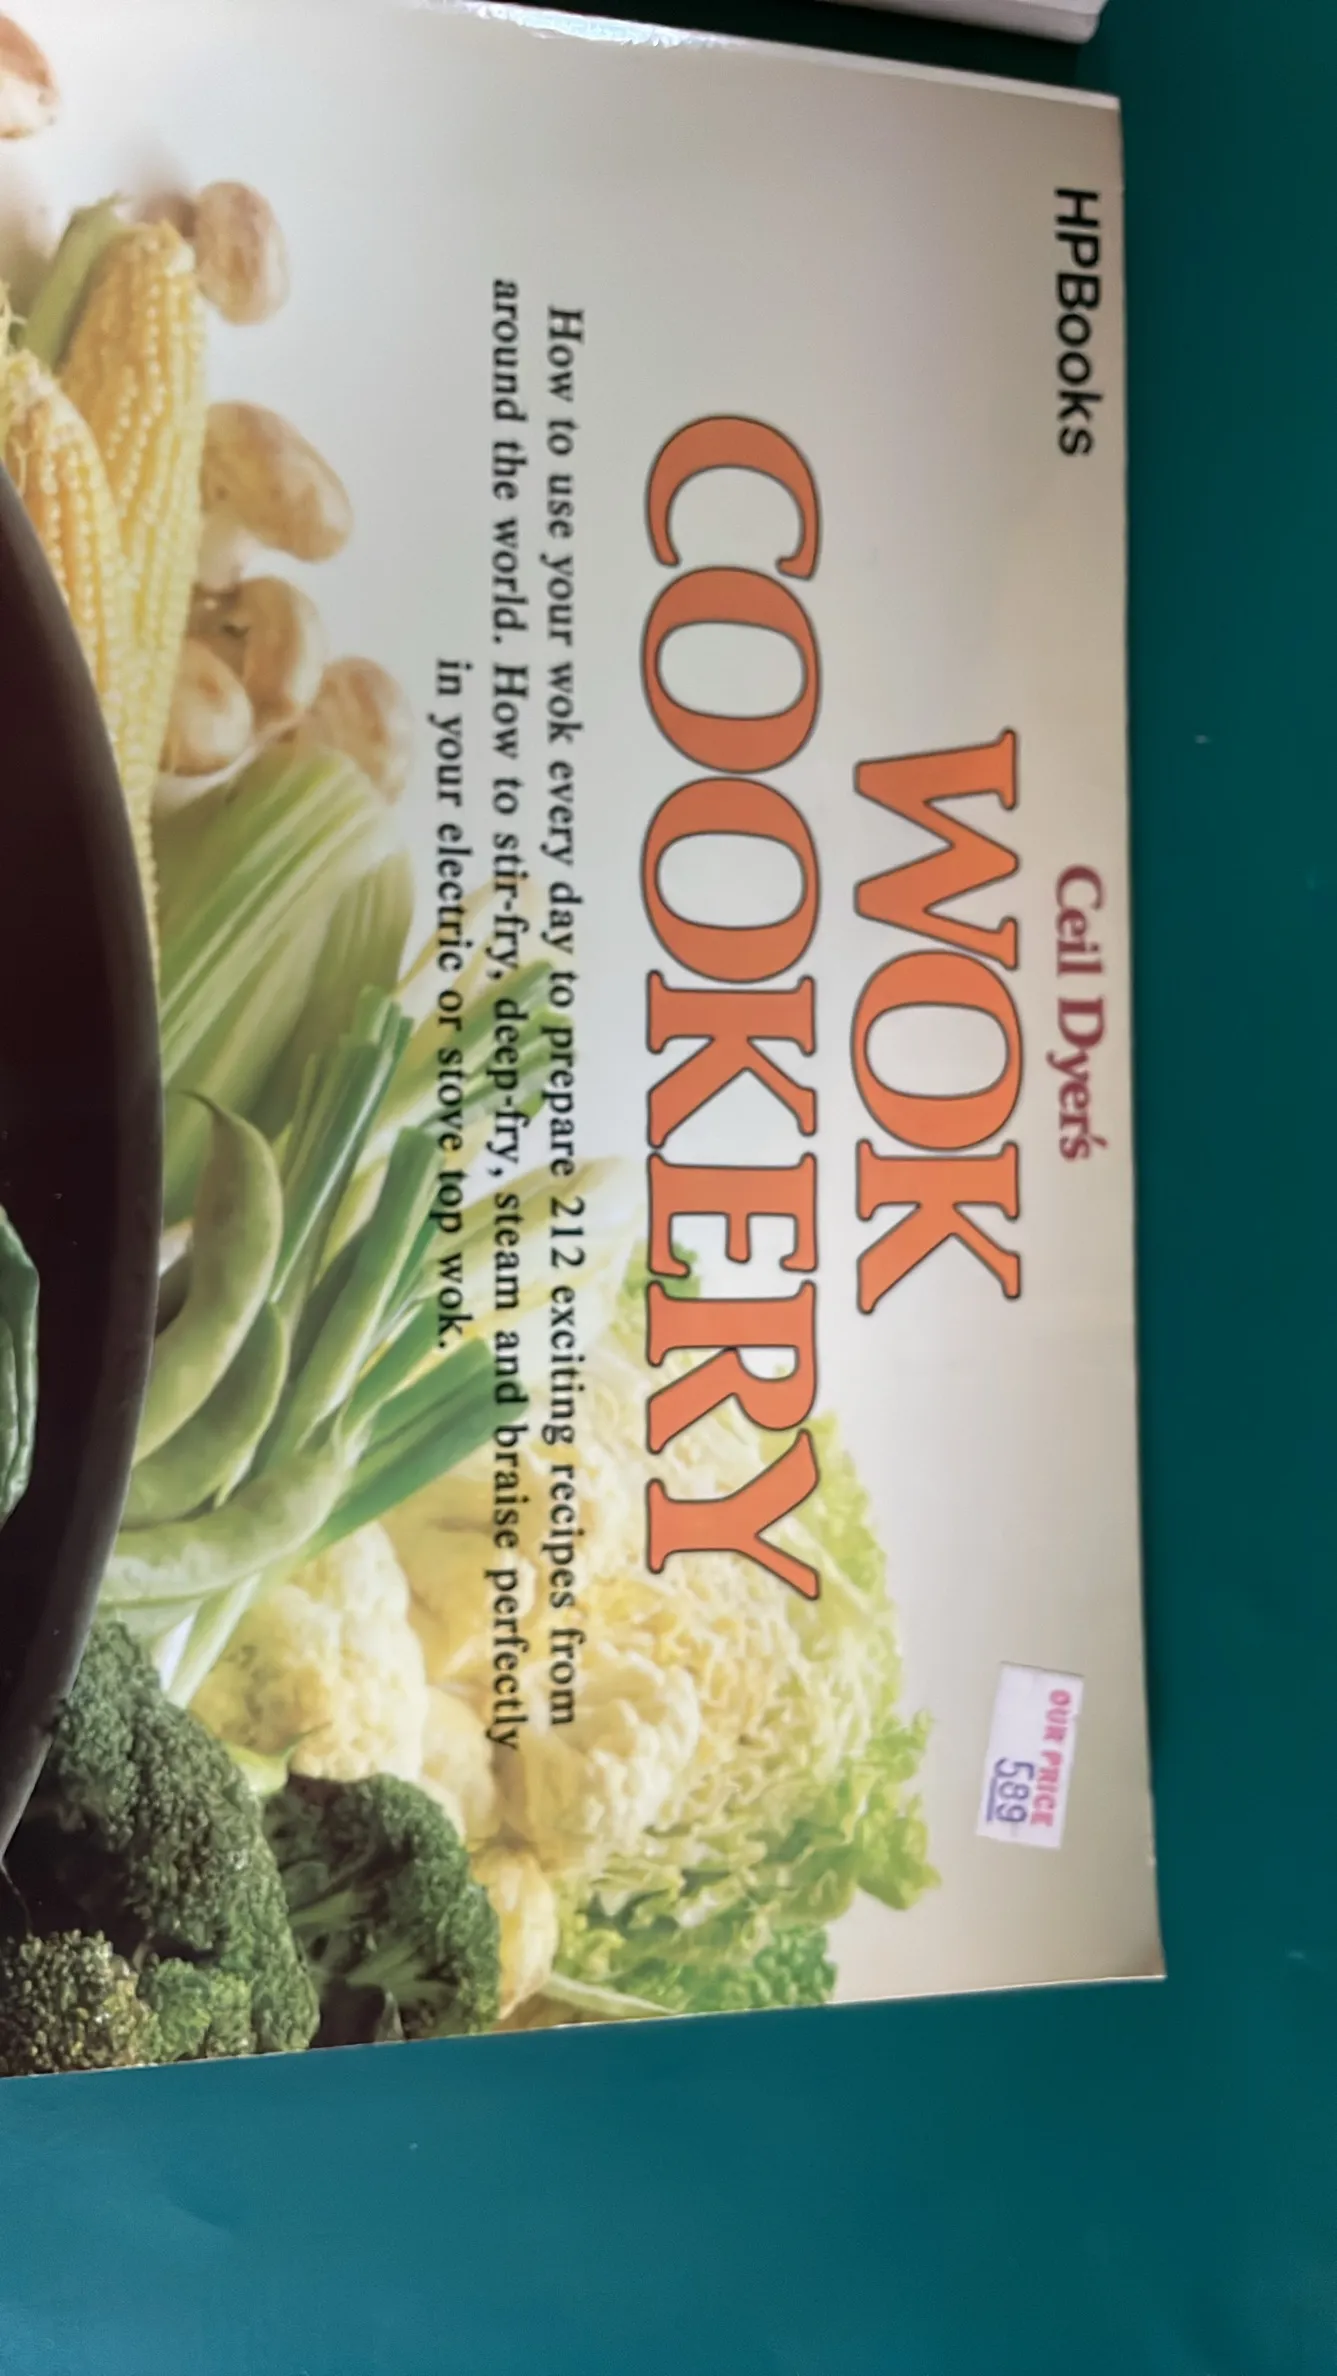 HPBooks
Ceil Dyer's
WOK
COOKERY
How to use your wok every day to prepare 212 exciting recipes from
around the world. How to stir-fry, deep-fry, steam and braise perfectly
in your electric or stove top wok.
OUR PRICE
589